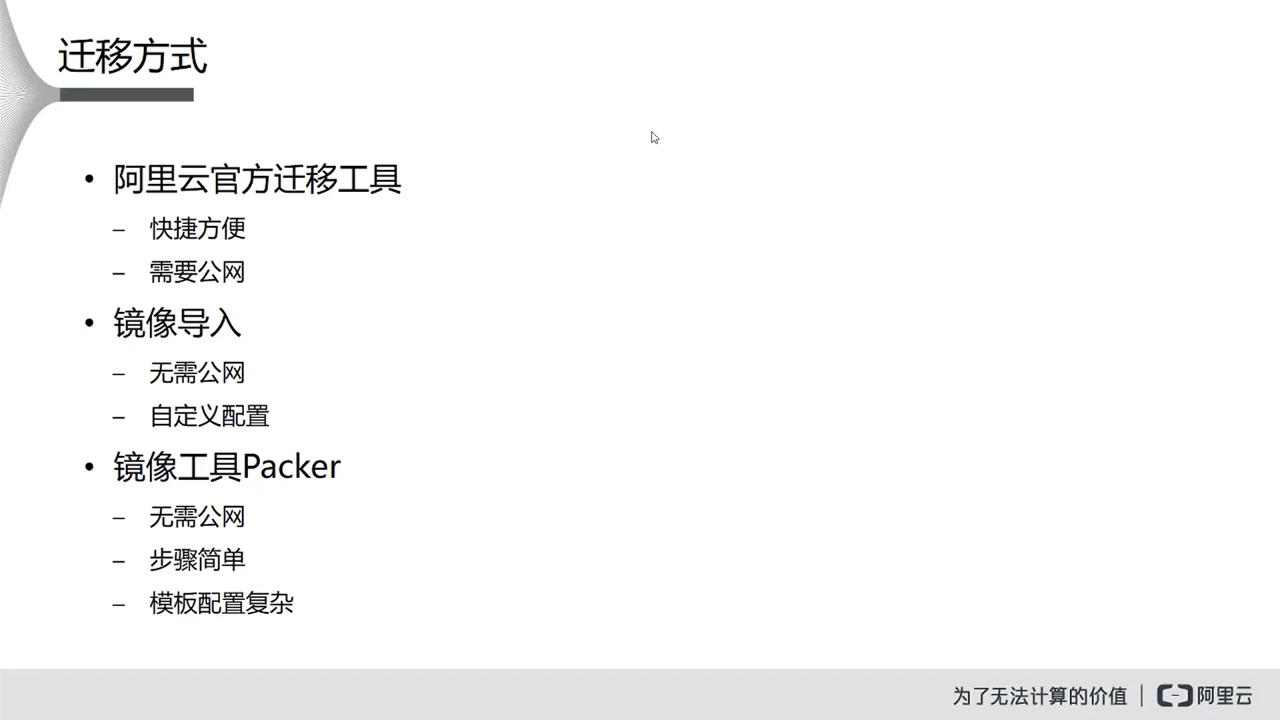 迁移方式
• 阿里云官方迁移工具
– 快捷方便
– 需要公网
• 镜像导入
– 无需公网
– 自定义配置
• 镜像工具Packer
– 无需公网
– 步骤简单
– 模板配置复杂
为了无法计算的价值 | 阿里云